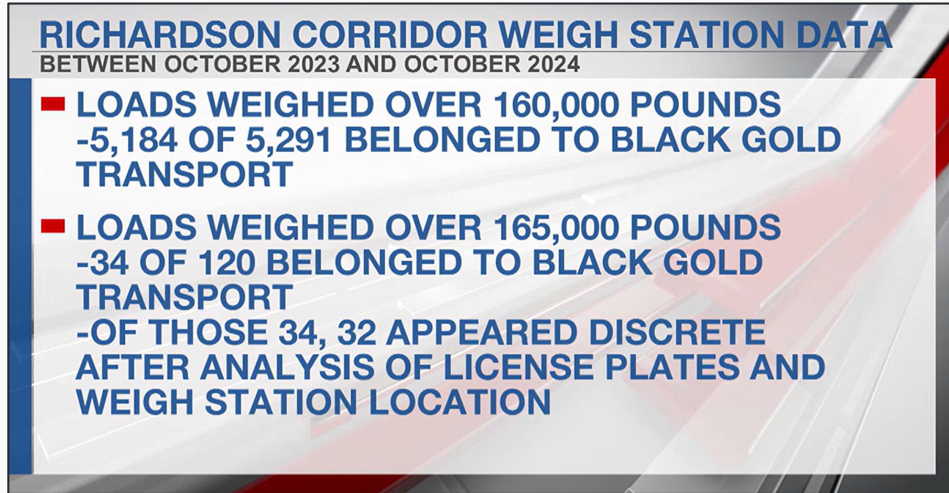 RICHARDSON CORRIDOR WEIGH STATION DATA
BETWEEN OCTOBER 2023 AND OCTOBER 2024
LOADS WEIGHED OVER 160,000 POUNDS
-5,184 OF 5,291 BELONGED TO BLACK GOLD
TRANSPORT
LOADS WEIGHED OVER 165,000 POUNDS
-34 OF 120 BELONGED TO BLACK GOLD
TRANSPORT
-OF THOSE 34, 32 APPEARED DISCRETE
AFTER ANALYSIS OF LICENSE PLATES AND
WEIGH STATION LOCATION